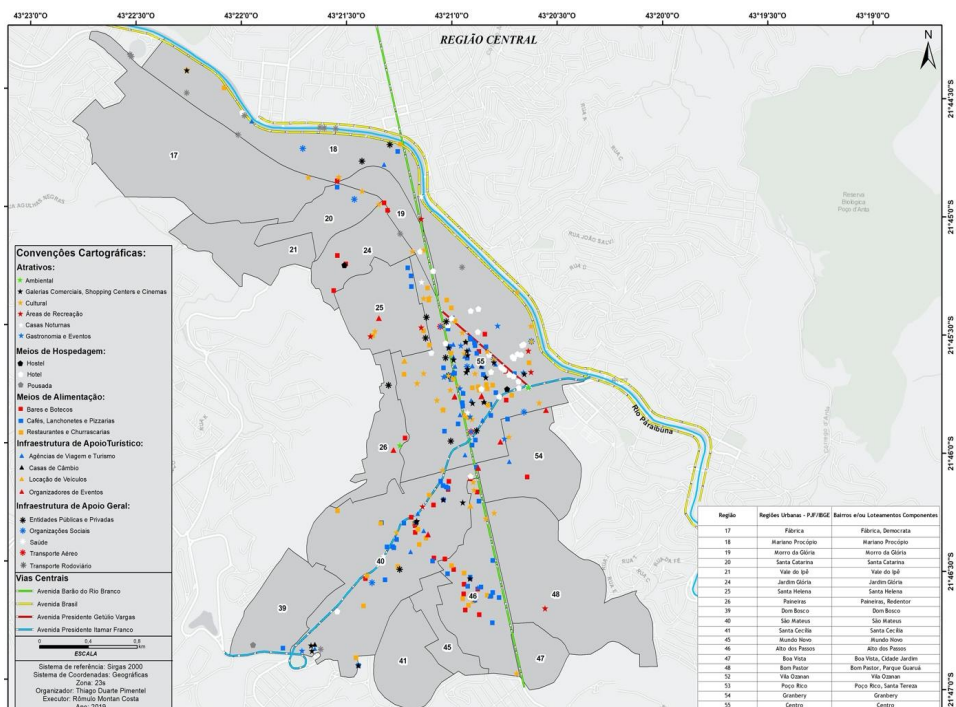 43°23'0"O 43°22'30"O 43°22'0"O 43°21'30"O 43°21'0"O 43°20'30"O 43°20'0"O 43°19'30"O 43°19'0"O
REGIÃO CENTRAL
N
21°44'30"S
21°45'0"S
21°45'30"S
21°46'0"S
21°46'30"S
21°47'0"S
17
18
19
20
21
24
25
55
26
54
40
48
46
39
45
41
47
Reserva
Biológica
Poço d'Anta
RUA JOÃO SALVI
RUA D
RUA C
Rio Paraibuna
Convenções Cartográficas:
Atrativos:
Ambiental
Galerias Comerciais, Shopping Centers e Cinemas
Cultural
Áreas de Recreação
Casas Noturnas
Gastronomia e Eventos
Meios de Hospedagem:
Hostel
Hotel
Pousada
Meios de Alimentação:
Bares e Botecos
Cafés, Lanchonetes e Pizzarias
Restaurantes e Churrascarias
Infraestrutura de ApoioTurístico:
Agências de Viagem e Turismo
Casas de Câmbio
Locação de Veículos
Organizadores de Eventos
Infraestrutura de Apoio Geral:
Entidades Públicas e Privadas
Organizações Sociais
Saúde
Transporte Aéreo
Transporte Rodoviário
Vias Centrais
Avenida Barão do Rio Branco
Avenida Brasil
Avenida Presidente Getúlio Vargas
Avenida Presidente Itamar Franco
0 0,4 0,8
km
ESCALA
Sistema de referência: Sirgas 2000
Sistema de Coordenadas: Geográficas
Zona: 23s
Organizador: Thiago Duarte Pimentel
Executor: Rômulo Montan Costa
Ano: 2019
Região Regiões Urbanas - PJF/IBGE Bairros e/ou Loteamentos Componentes
17 Fábrica Fábrica, Democrata
18 Mariano Procópio Mariano Procópio
19 Morro da Glória Morro da Glória
20 Santa Catarina Santa Catarina
21 Vale do Ipê Vale do Ipê
24 Jardim Glória Jardim Glória
25 Santa Helena Santa Helena
26 Paineiras Paineiras, Redentor
39 Dom Bosco Dom Bosco
40 São Mateus São Mateus
41 Santa Cecília Santa Cecília
45 Mundo Novo Mundo Novo
46 Alto dos Passos Alto dos Passos
47 Boa Vista Boa Vista, Cidade Jardim
48 Bom Pastor Bom Pastor, Parque Guaruá
52 Vila Ozanan Vila Ozanan
53 Poço Rico Poço Rico, Santa Tereza
54 Granbery Granbery
55 Centro Centro